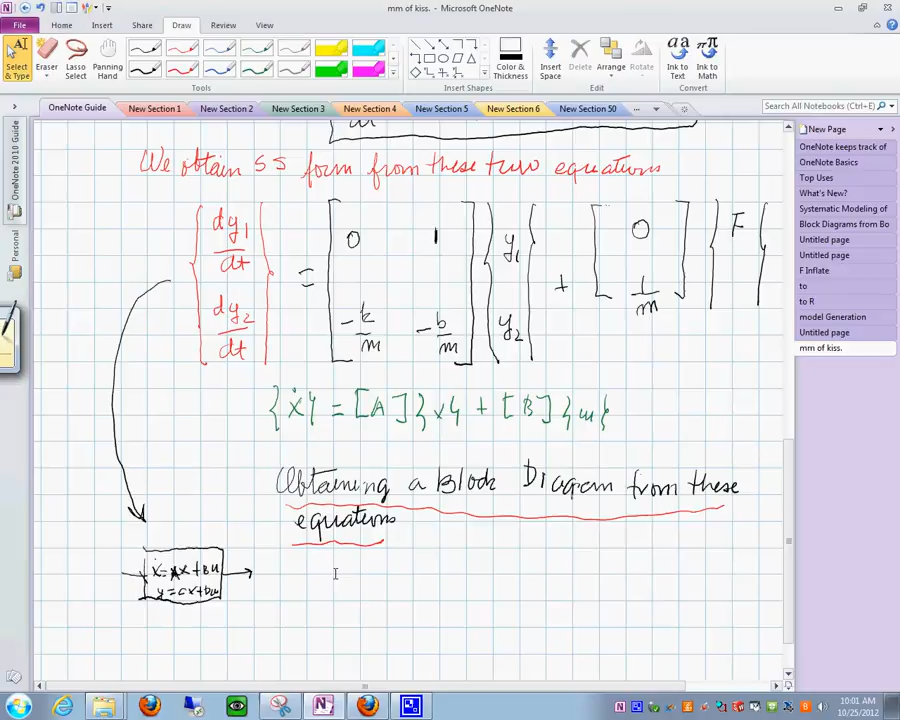 mm of kiss. - Microsoft OneNote
File Home Insert Share Draw Review View
Select & Type
Eraser
Lasso Select
Panning Hand
Tools
Insert Shapes
Color & Thickness
Insert Space
Delete
Arrange
Rotate
Edit
Ink to Text
Ink to Math
Convert
OneNote Guide New Section 1 New Section 2 New Section 3 New Section 4 New Section 5 New Section 6 New Section 50 ...
Search All Notebooks (Ctrl+E)
OneNote 2010 Guide
Personal
New Page
OneNote keeps track of
OneNote Basics
Top Uses
What's New?
Systematic Modeling of
Block Diagrams from Bo
Untitled page
Untitled page
F Inflate
to
to R
model Generation
Untitled page
mm of kiss.
We obtain SS form from these two equations
{dy1/dt dy2/dt} = [0 1 -k/m -b/m] {y1 y2} + [0 1/m] {F}
{ẋ} = [A]{x} + [B]{u}
Obtaining a Block Diagram from these
equations
ẋ=Ax+Bu
y=cx+Du
10:01 AM
10/25/2012